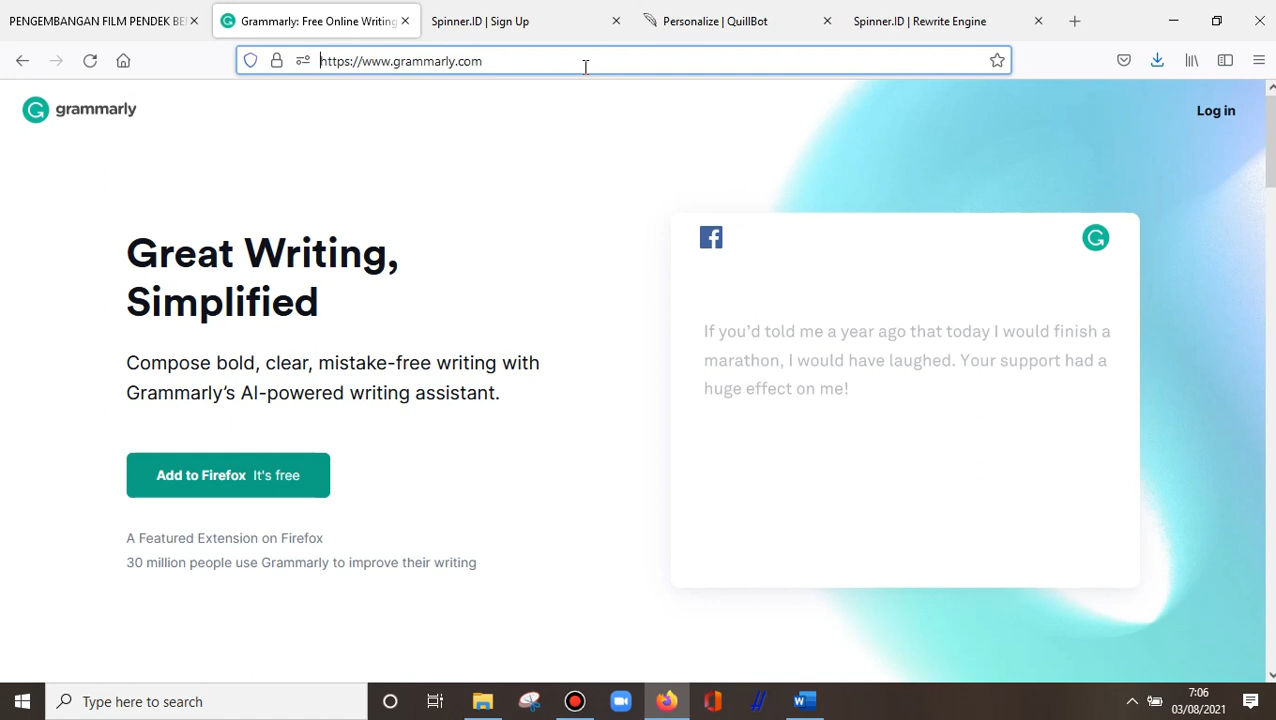 PENGEMBANGAN FILM PENDEK BE
Grammarly: Free Online Writing
Spinner.ID | Sign Up
Personalize | QuillBot
Spinner.ID | Rewrite Engine
https://www.grammarly.com
grammarly
Log in
Great Writing,
Simplified
Compose bold, clear, mistake-free writing with
Grammarly's AI-powered writing assistant.
Add to Firefox It's free
A Featured Extension on Firefox
30 million people use Grammarly to improve their writing
If you'd told me a year ago that today I would finish a
marathon, I would have laughed. Your support had a
huge effect on me!
Type here to search
7:06
03/08/2021